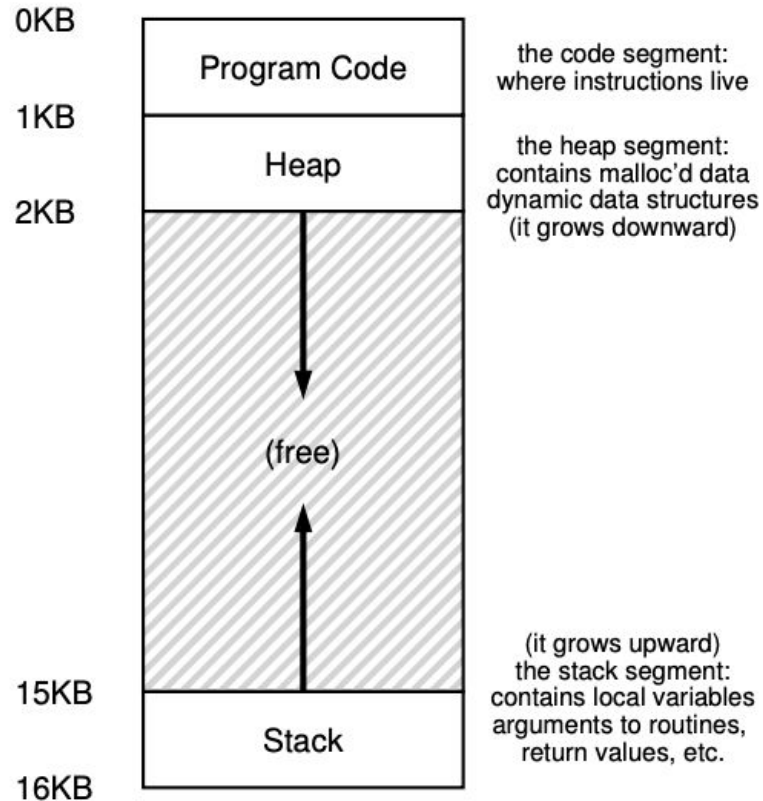 0KB
Program Code
the code segment:
where instructions live
1KB
Heap
the heap segment:
contains malloc'd data
dynamic data structures
(it grows downward)
2KB
(free)
(it grows upward)
the stack segment:
contains local variables
arguments to routines,
return values, etc.
15KB
Stack
16KB